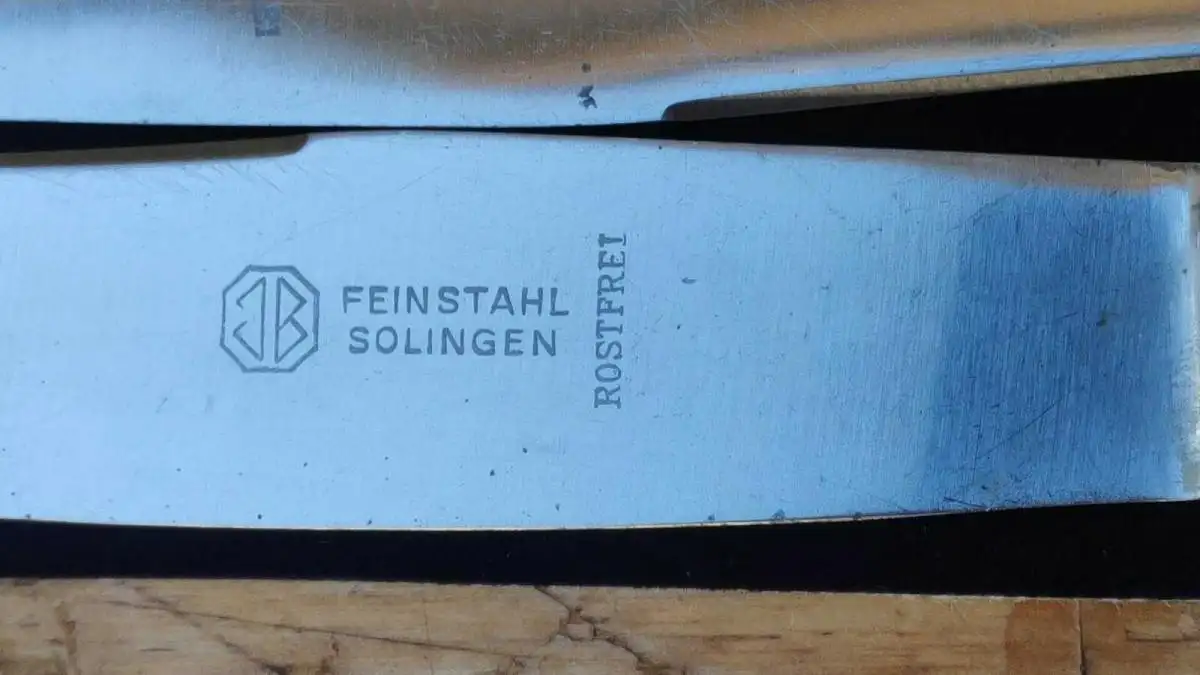 JB
FEINSTAHL
SOLINGEN
ROSTFREI